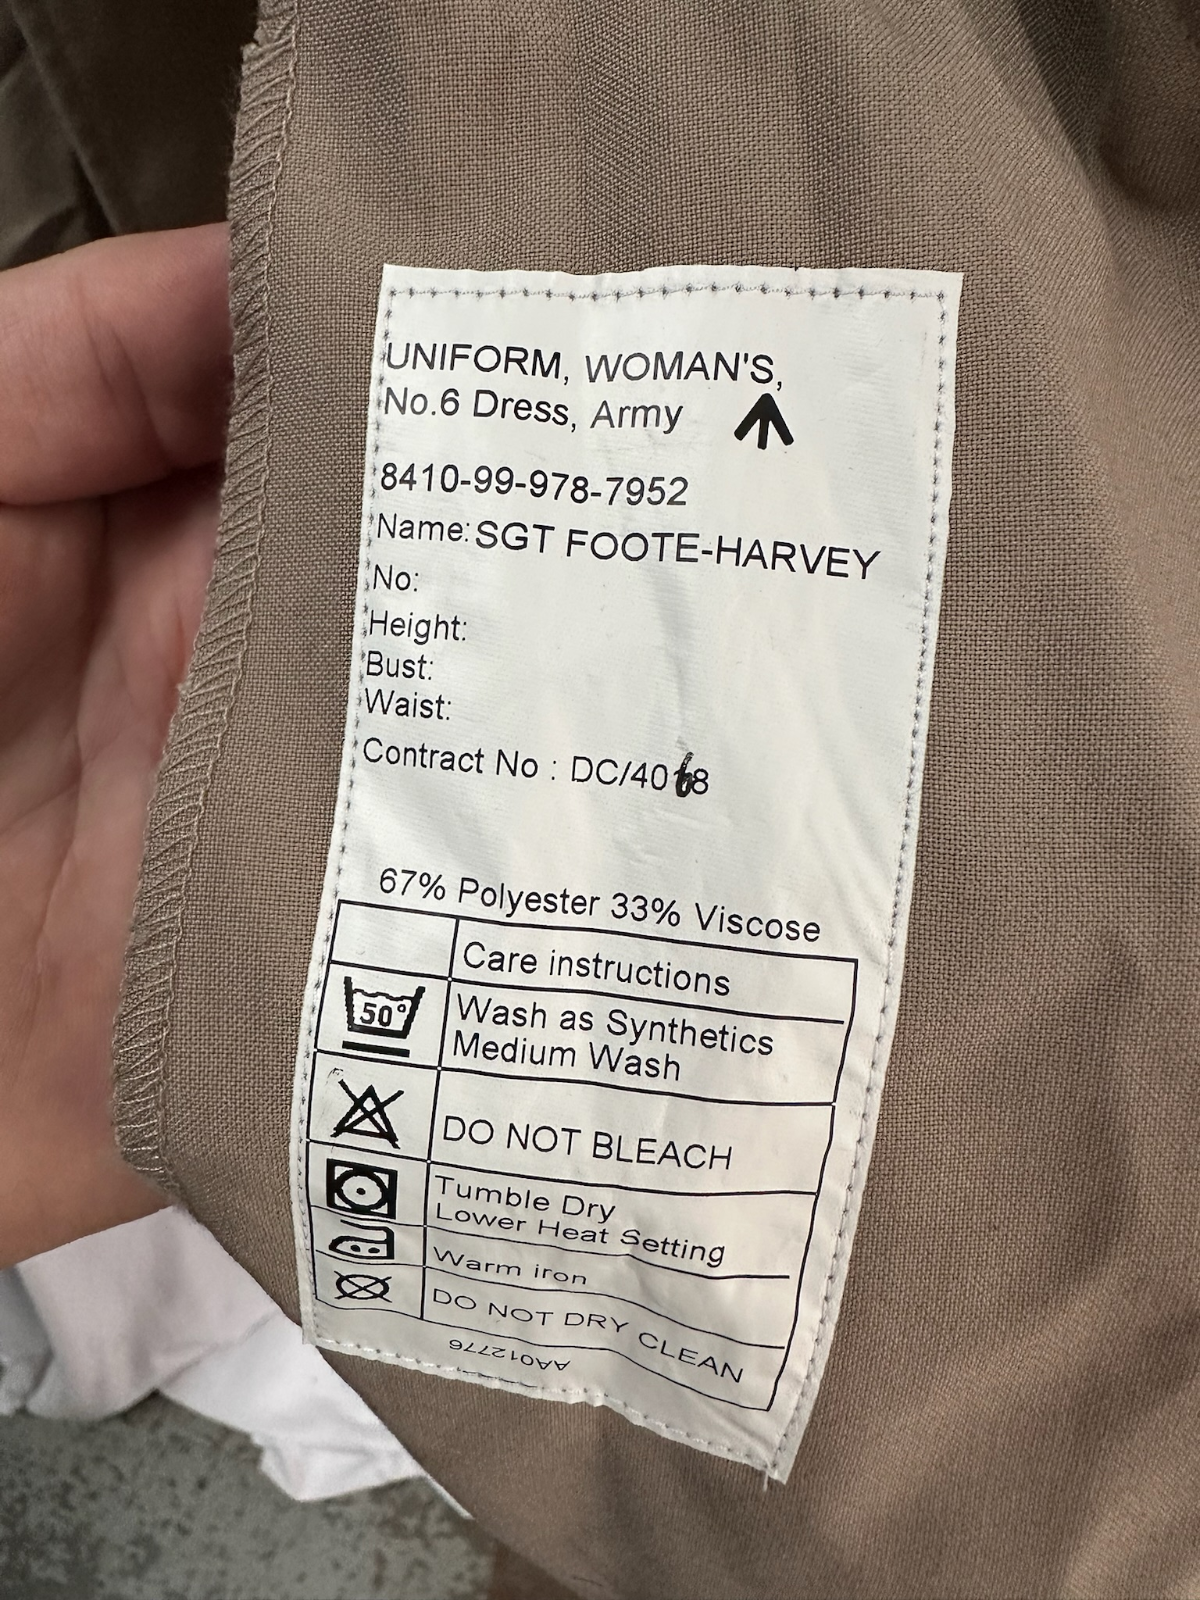 UNIFORM, WOMAN'S,
No.6 Dress, Army
8410-99-978-7952
Name: SGT FOOTE-HARVEY
No:
Height:
Bust:
Waist:
Contract No : DC/4068
67% Polyester 33% Viscose
Care instructions
50°
Wash as Synthetics
Medium Wash
DO NOT BLEACH
Tumble Dry
Lower Heat Setting
Warm iron
DO NOT DRY CLEAN
AA012776